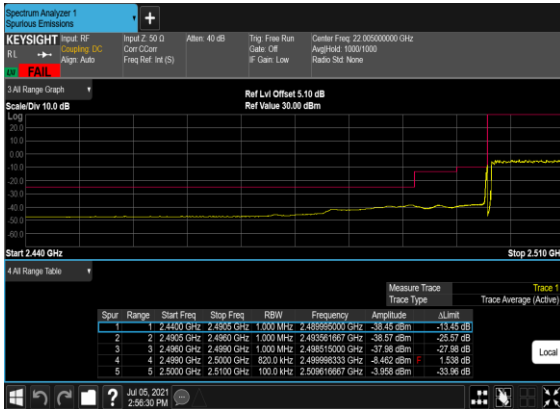 Spectrum Analyzer 1
Spurious Emissions
+
KEYSIGHT Input: RF Input Z: 50 Ω Atten: 40 dB Trig: Free Run Center Freq: 22.005000000 GHz
RL Coupling: DC Corr CCorr Gate: Off Avg|Hold: 1000/1000
Align: Auto Freq Ref: Int (S) IF Gain: Low Radio Std: None
FAIL
3 All Range Graph
Ref Lvl Offset 5.10 dB
Scale/Div 10.0 dB Ref Value 30.00 dBm
Log
20.0
10.0
0.00
-10.0
-20.0
-30.0
-40.0
-50.0
-60.0
Start 2.440 GHz Stop 2.510 GH
4 All Range Table
Measure Trace Trace 1
Trace Type Trace Average (Active)
Spur Range Start Freq Stop Freq RBW Frequency Amplitude ΔLimit
1 1 2.4400 GHz 2.4905 GHz 1.000 MHz 2.489995000 GHz -38.45 dBm -13.45 dB
2 2 2.4905 GHz 2.4960 GHz 1.000 MHz 2.493561667 GHz -38.57 dBm -25.57 dB
3 3 2.4960 GHz 2.4990 GHz 1.000 MHz 2.498515000 GHz -37.98 dBm -27.98 dB
4 4 2.4990 GHz 2.5000 GHz 820.0 kHz 2.499998333 GHz -8.462 dBm F 1.538 dB
5 5 2.5000 GHz 2.5100 GHz 100.0 kHz 2.509616667 GHz -3.958 dBm -33.96 dB
Local
? Jul 05, 2021
2:56:30 PM